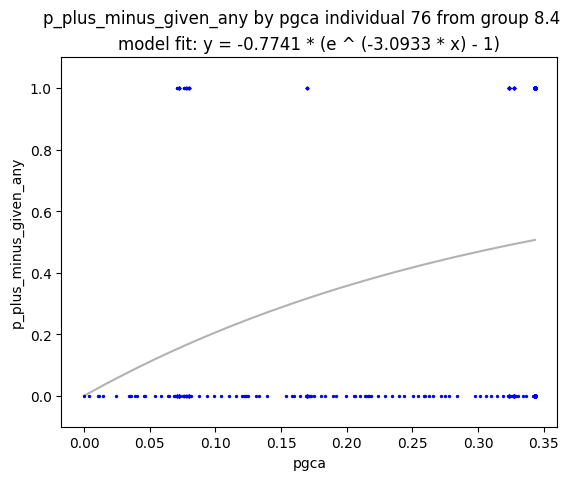 p_plus_minus_given_any by pgca individual 76 from group 8.4
model fit: y = -0.7741 * (e ^ (-3.0933 * x) - 1)
1.0
0.8
0.6
0.4
0.2
0.0
p_plus_minus_given_any
0.00 0.05 0.10 0.15 0.20 0.25 0.30 0.35
pgca